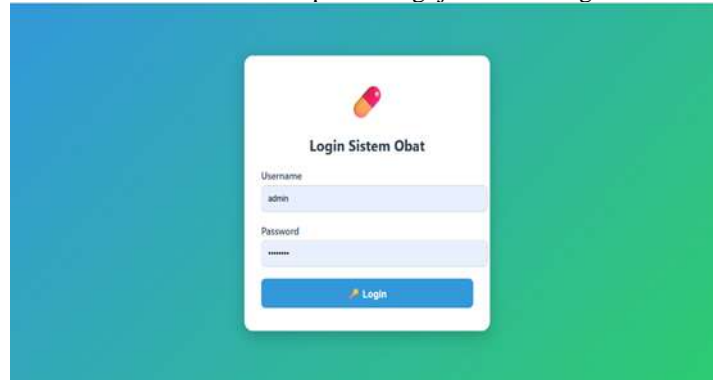 Login Sistem Obat
Username
admin
Password
••••••••
Login